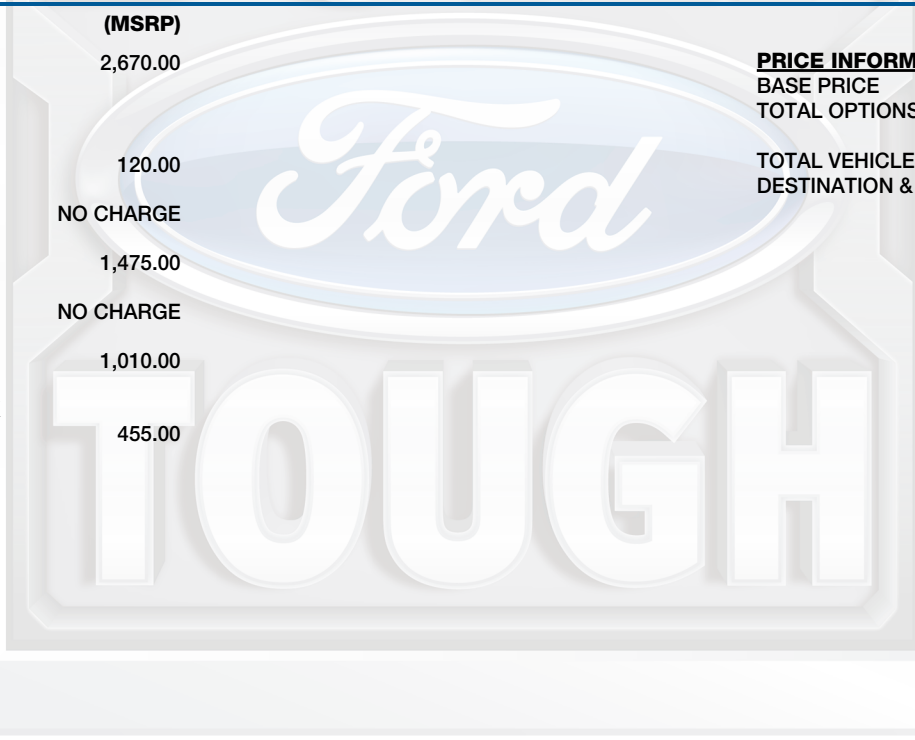 (MSRP)
2,670.00
120.00
NO CHARGE
1,475.00
NO CHARGE
1,010.00
455.00
PRICE INFORM
BASE PRICE
TOTAL OPTIONS
TOTAL VEHICLE
DESTINATION &
Ford
TOUGH